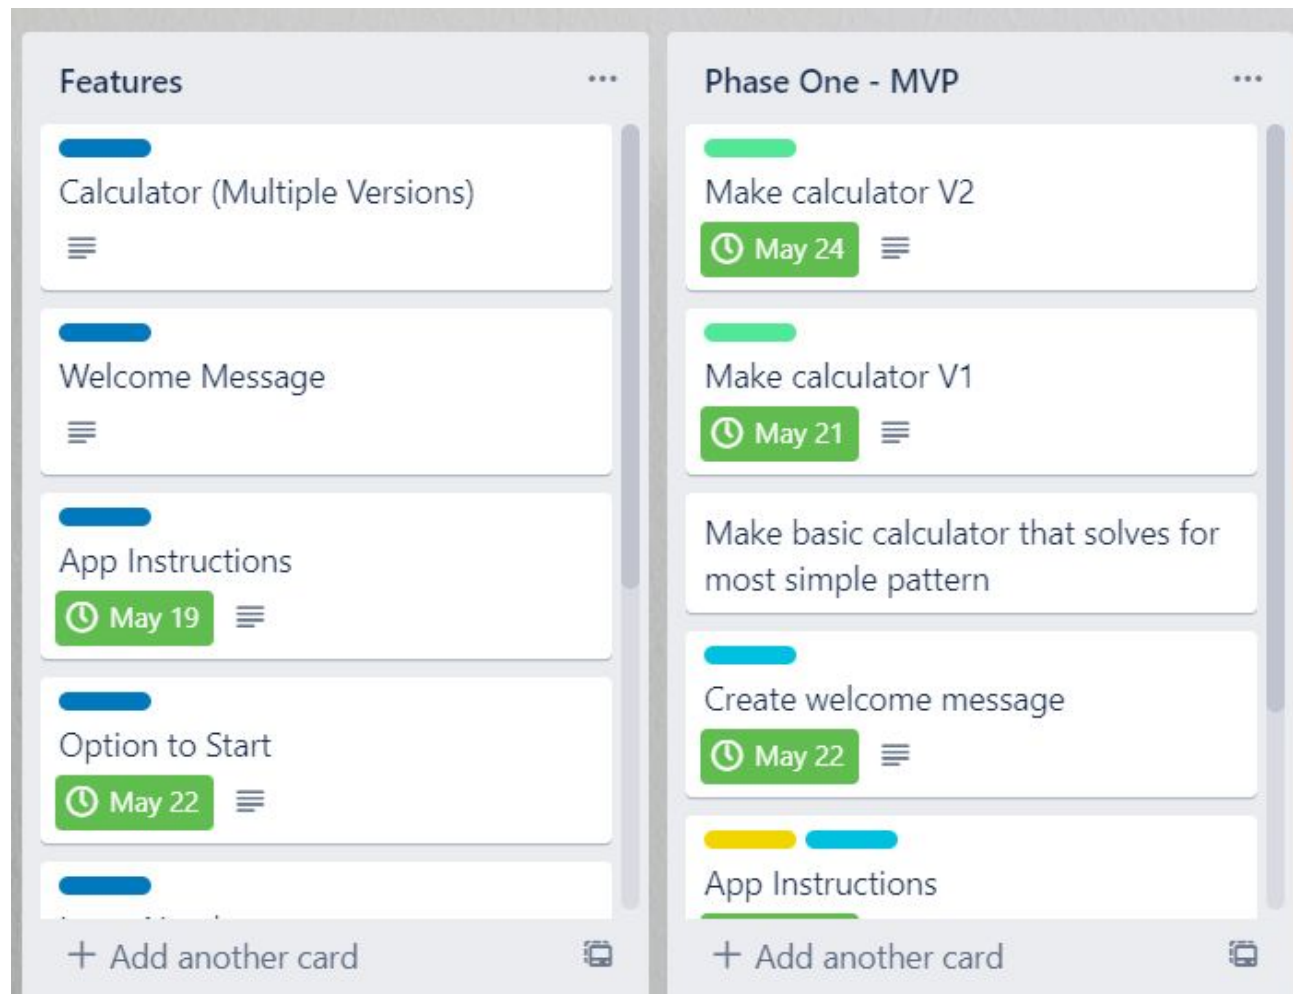 Features
Calculator (Multiple Versions)
Welcome Message
App Instructions
May 19
Option to Start
May 22
+ Add another card
Phase One - MVP
Make calculator V2
May 24
Make calculator V1
May 21
Make basic calculator that solves for
most simple pattern
Create welcome message
May 22
App Instructions
+ Add another card